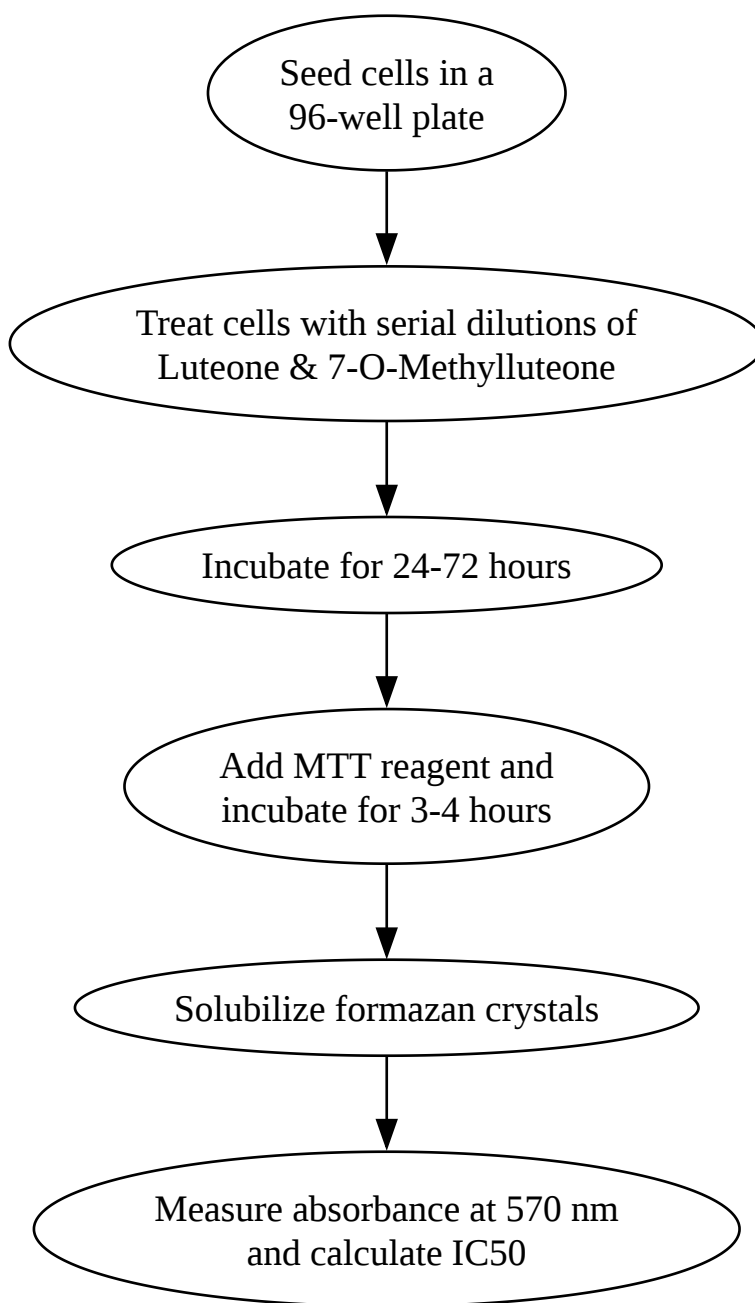 Seed cells in a
96-well plate
Treat cells with serial dilutions of
Luteone & 7-O-Methylluteone
Incubate for 24-72 hours
Add MTT reagent and
incubate for 3-4 hours
Solubilize formazan crystals
Measure absorbance at 570 nm
and calculate IC50